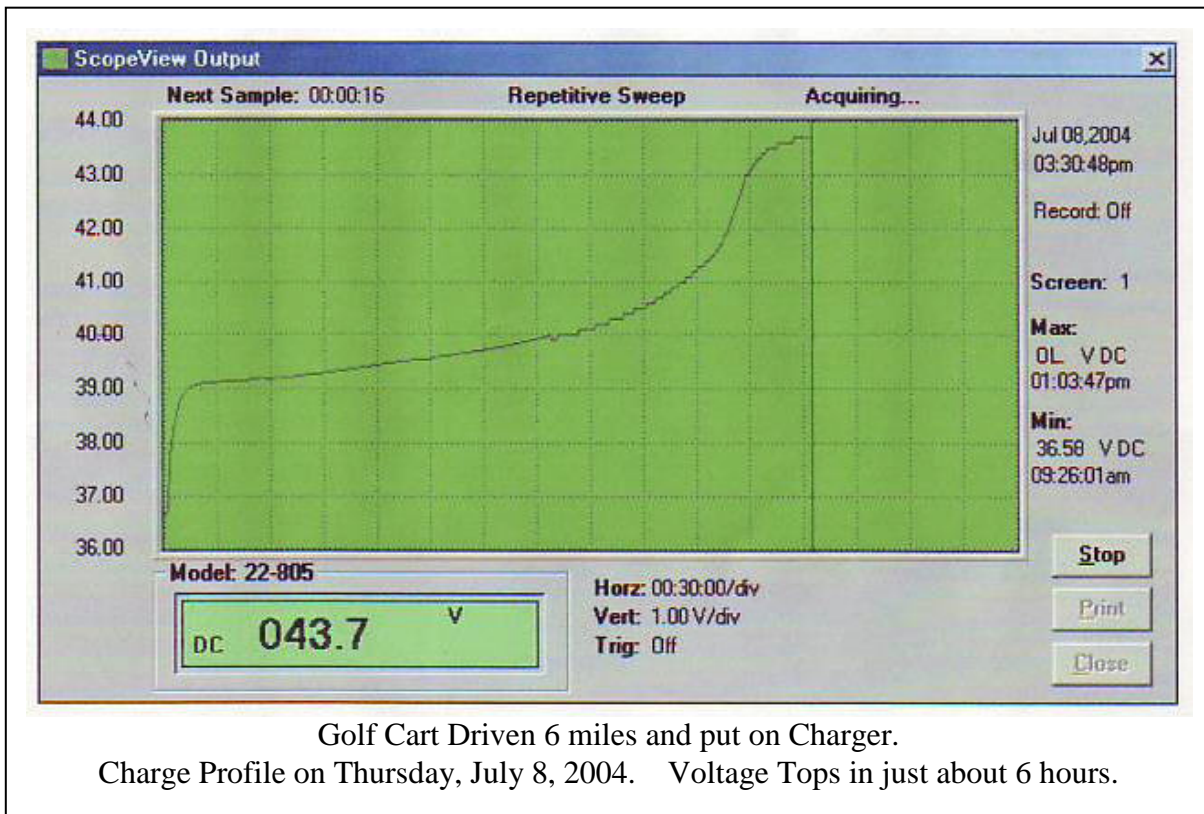 ScopeView Output
Next Sample: 00:00:16 Repetitive Sweep Acquiring...
44.00
43.00
42.00
41.00
40.00
39.00
38.00
37.00
36.00
Jul 08,2004
03:30:48pm
Record: Off
Screen: 1
Max:
OL V DC
01:03:47pm
Min:
36.58 V DC
09:26:01am
Stop
Print
Close
Model: 22-805
DC 043.7 V
Horz: 00:30:00/div
Vert: 1.00 V/div
Trig: Off
Golf Cart Driven 6 miles and put on Charger.
Charge Profile on Thursday, July 8, 2004. Voltage Tops in just about 6 hours.